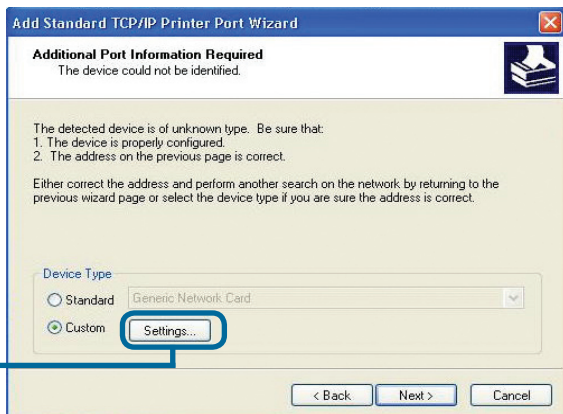 Add Standard TCP/IP Printer Port Wizard
Additional Port Information Required
The device could not be identified.
The detected device is of unknown type. Be sure that:
1. The device is properly configured.
2. The address on the previous page is correct.
Either correct the address and perform another search on the network by returning to the
previous wizard page or select the device type if you are sure the address is correct.
Device Type
Standard Generic Network Card
Custom Settings...
< Back Next > Cancel